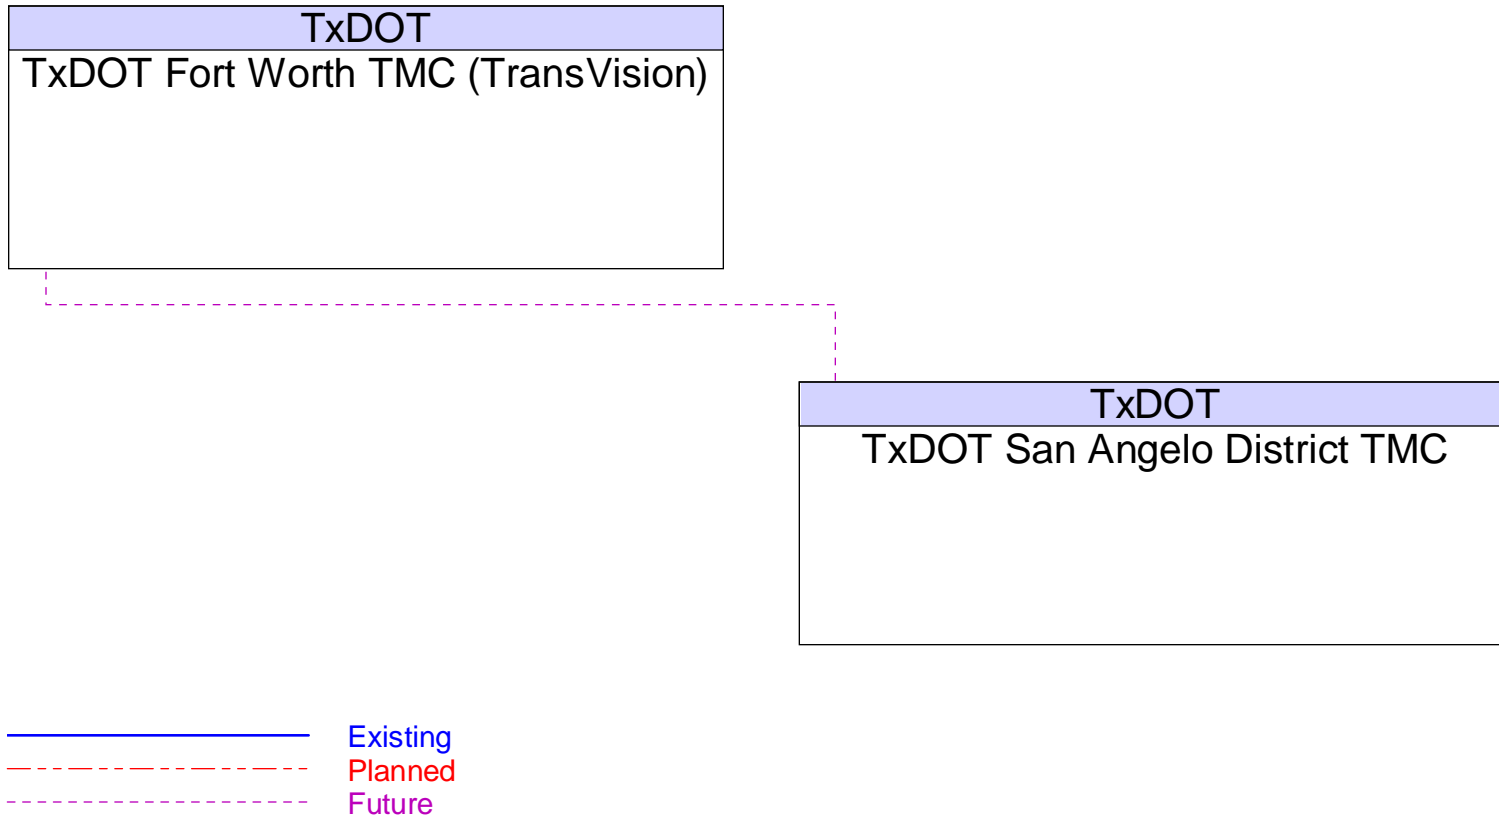 TxDOT
TxDOT Fort Worth TMC (TransVision)
TxDOT
TxDOT San Angelo District TMC
Existing
Planned
Future